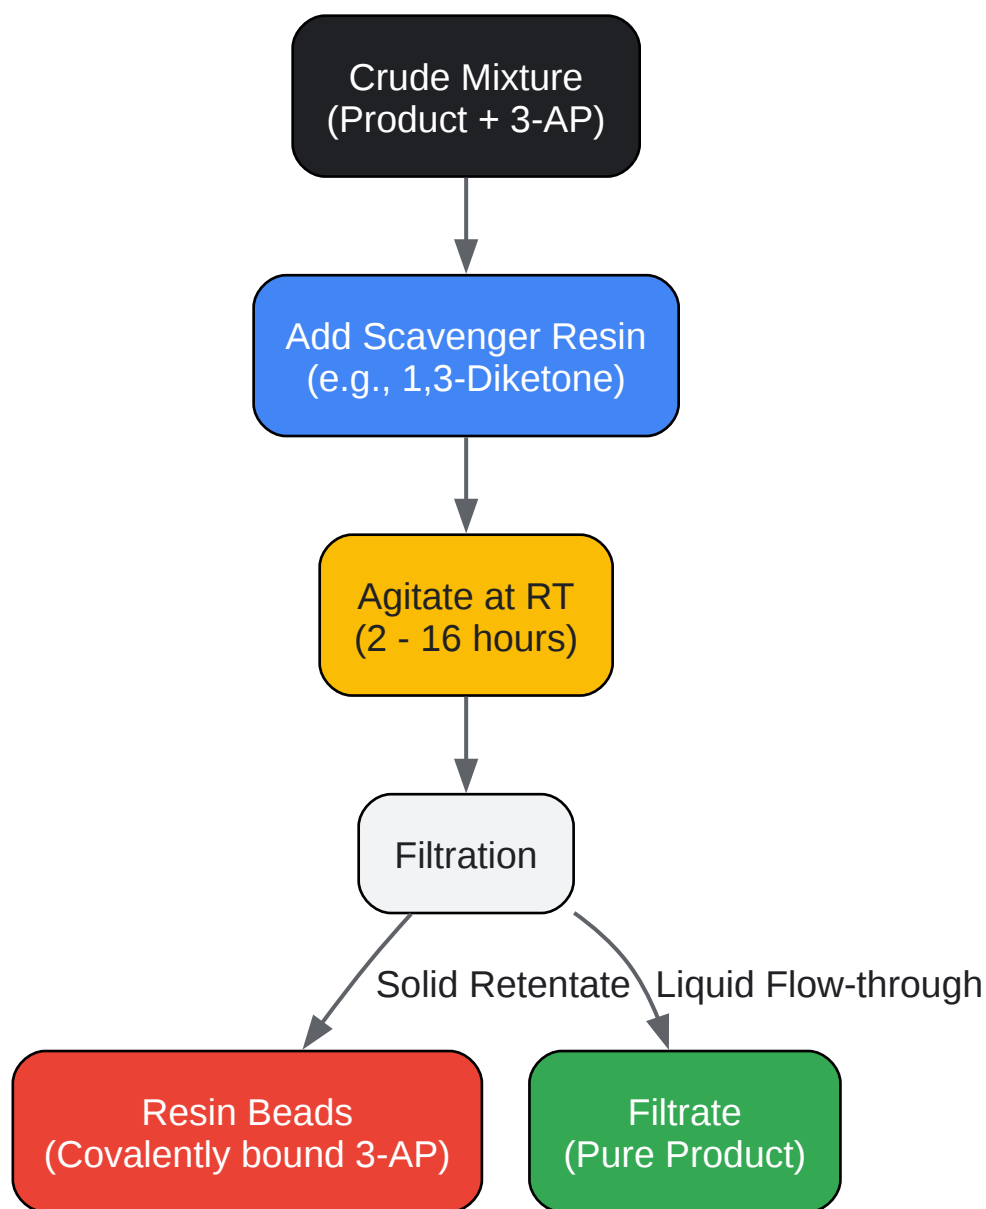 Crude Mixture
(Product + 3-AP)
Add Scavenger Resin
(e.g., 1,3-Diketone)
Agitate at RT
(2 - 16 hours)
Filtration
Solid Retentate
Liquid Flow-through
Resin Beads
(Covalently bound 3-AP)
Filtrate
(Pure Product)